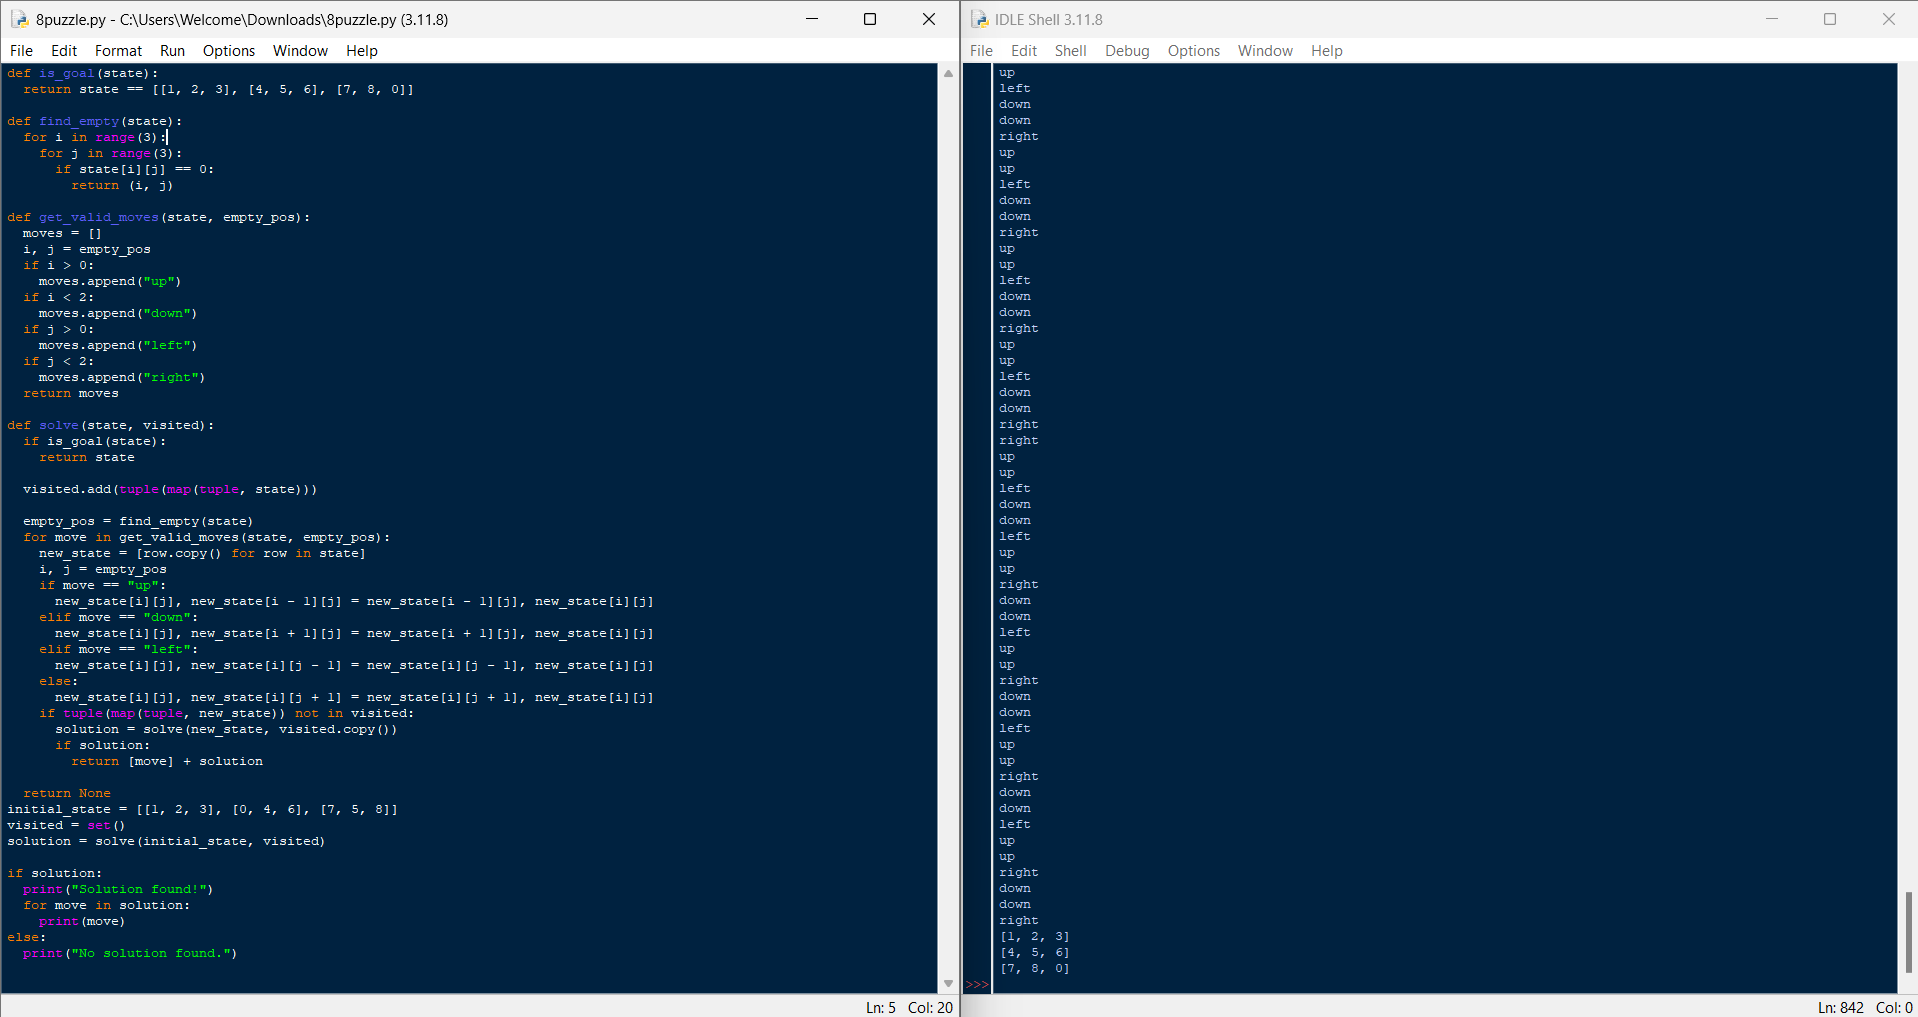 8puzzle.py - C:\Users\Welcome\Downloads\8puzzle.py (3.11.8)
File Edit Format Run Options Window Help
def is_goal(state):
  return state == [[1, 2, 3], [4, 5, 6], [7, 8, 0]]

def find_empty(state):
  for i in range(3):
    for j in range(3):
      if state[i][j] == 0:
        return (i, j)

def get_valid_moves(state, empty_pos):
  moves = []
  i, j = empty_pos
  if i > 0:
    moves.append("up")
  if i < 2:
    moves.append("down")
  if j > 0:
    moves.append("left")
  if j < 2:
    moves.append("right")
  return moves

def solve(state, visited):
  if is_goal(state):
    return state

  visited.add(tuple(map(tuple, state)))

  empty_pos = find_empty(state)
  for move in get_valid_moves(state, empty_pos):
    new_state = [row.copy() for row in state]
    i, j = empty_pos
    if move == "up":
      new_state[i][j], new_state[i - 1][j] = new_state[i - 1][j], new_state[i][j]
    elif move == "down":
      new_state[i][j], new_state[i + 1][j] = new_state[i + 1][j], new_state[i][j]
    elif move == "left":
      new_state[i][j], new_state[i][j - 1] = new_state[i][j - 1], new_state[i][j]
    else:
      new_state[i][j], new_state[i][j + 1] = new_state[i][j + 1], new_state[i][j]
    if tuple(map(tuple, new_state)) not in visited:
      solution = solve(new_state, visited.copy())
      if solution:
        return [move] + solution

  return None
initial_state = [[1, 2, 3], [0, 4, 6], [7, 5, 8]]
visited = set()
solution = solve(initial_state, visited)

if solution:
  print("Solution found!")
  for move in solution:
    print(move)
else:
  print("No solution found.")
Ln: 5 Col: 20
IDLE Shell 3.11.8
File Edit Shell Debug Options Window Help
up
left
down
down
right
up
up
left
down
down
right
up
up
left
down
down
right
up
up
left
down
down
right
right
up
up
left
down
down
left
up
up
right
down
down
left
up
up
right
down
down
left
up
up
right
down
down
left
up
up
right
down
down
right
[1, 2, 3]
[4, 5, 6]
[7, 8, 0]
>>>
Ln: 842 Col: 0